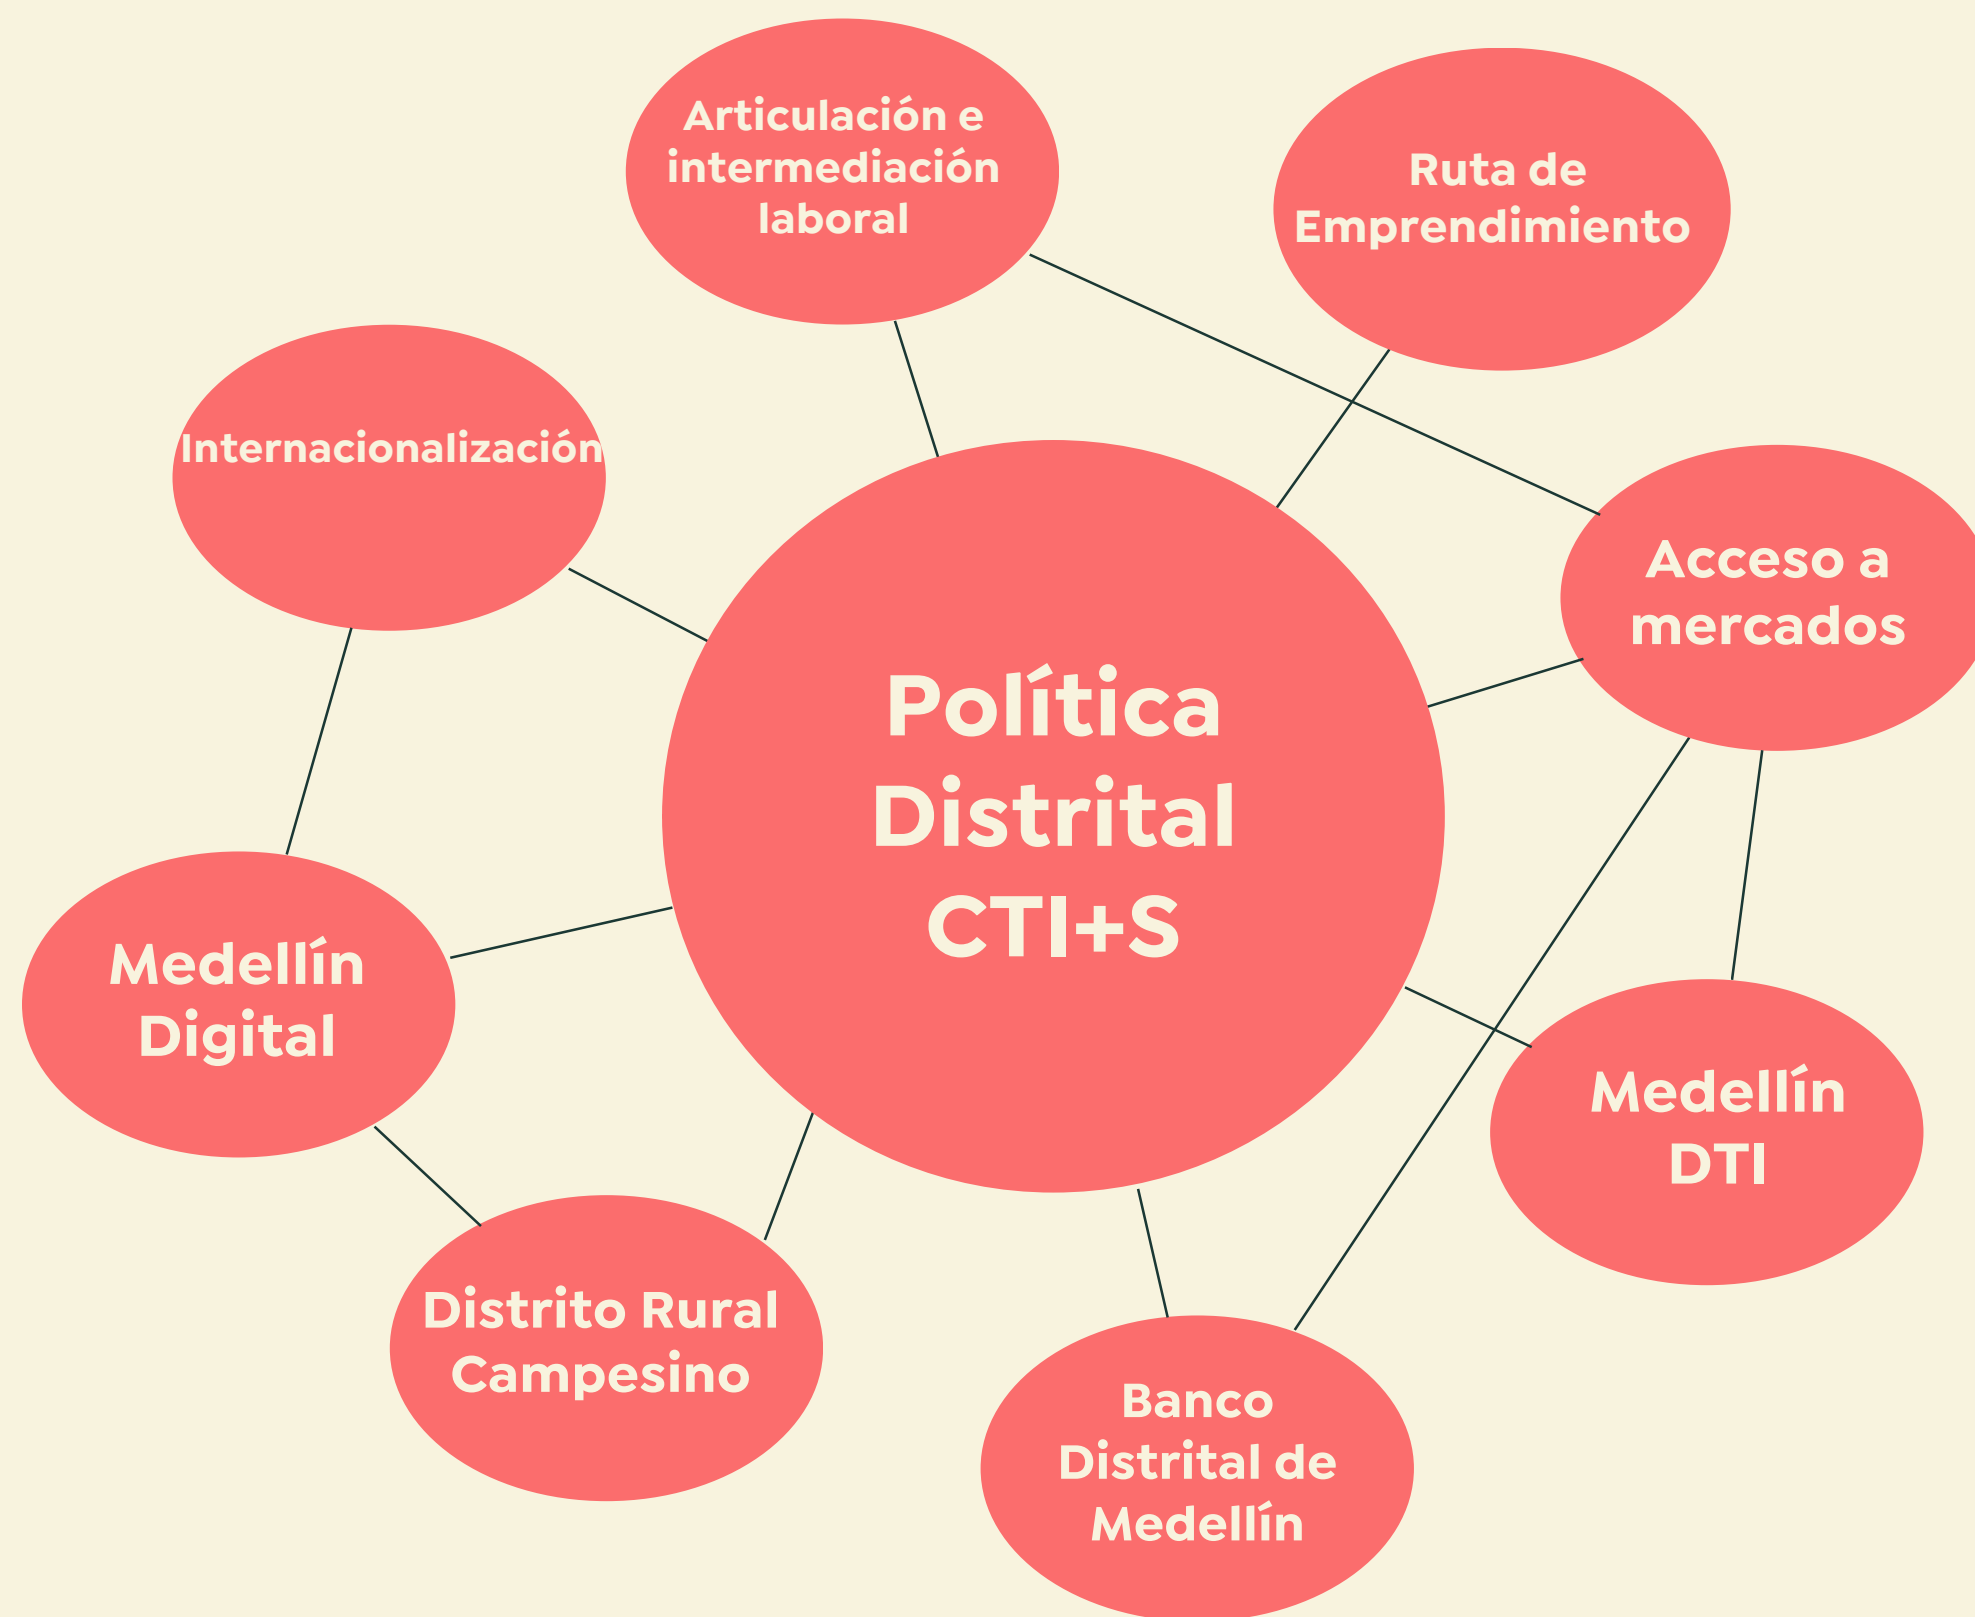 Articulación e
intermediación
laboral
Ruta de
Emprendimiento
Internacionalización
Acceso a
mercados
Política
Distrital
CTI+S
Medellín
Digital
Medellín
DTI
Distrito Rural
Campesino
Banco
Distrital de
Medellín